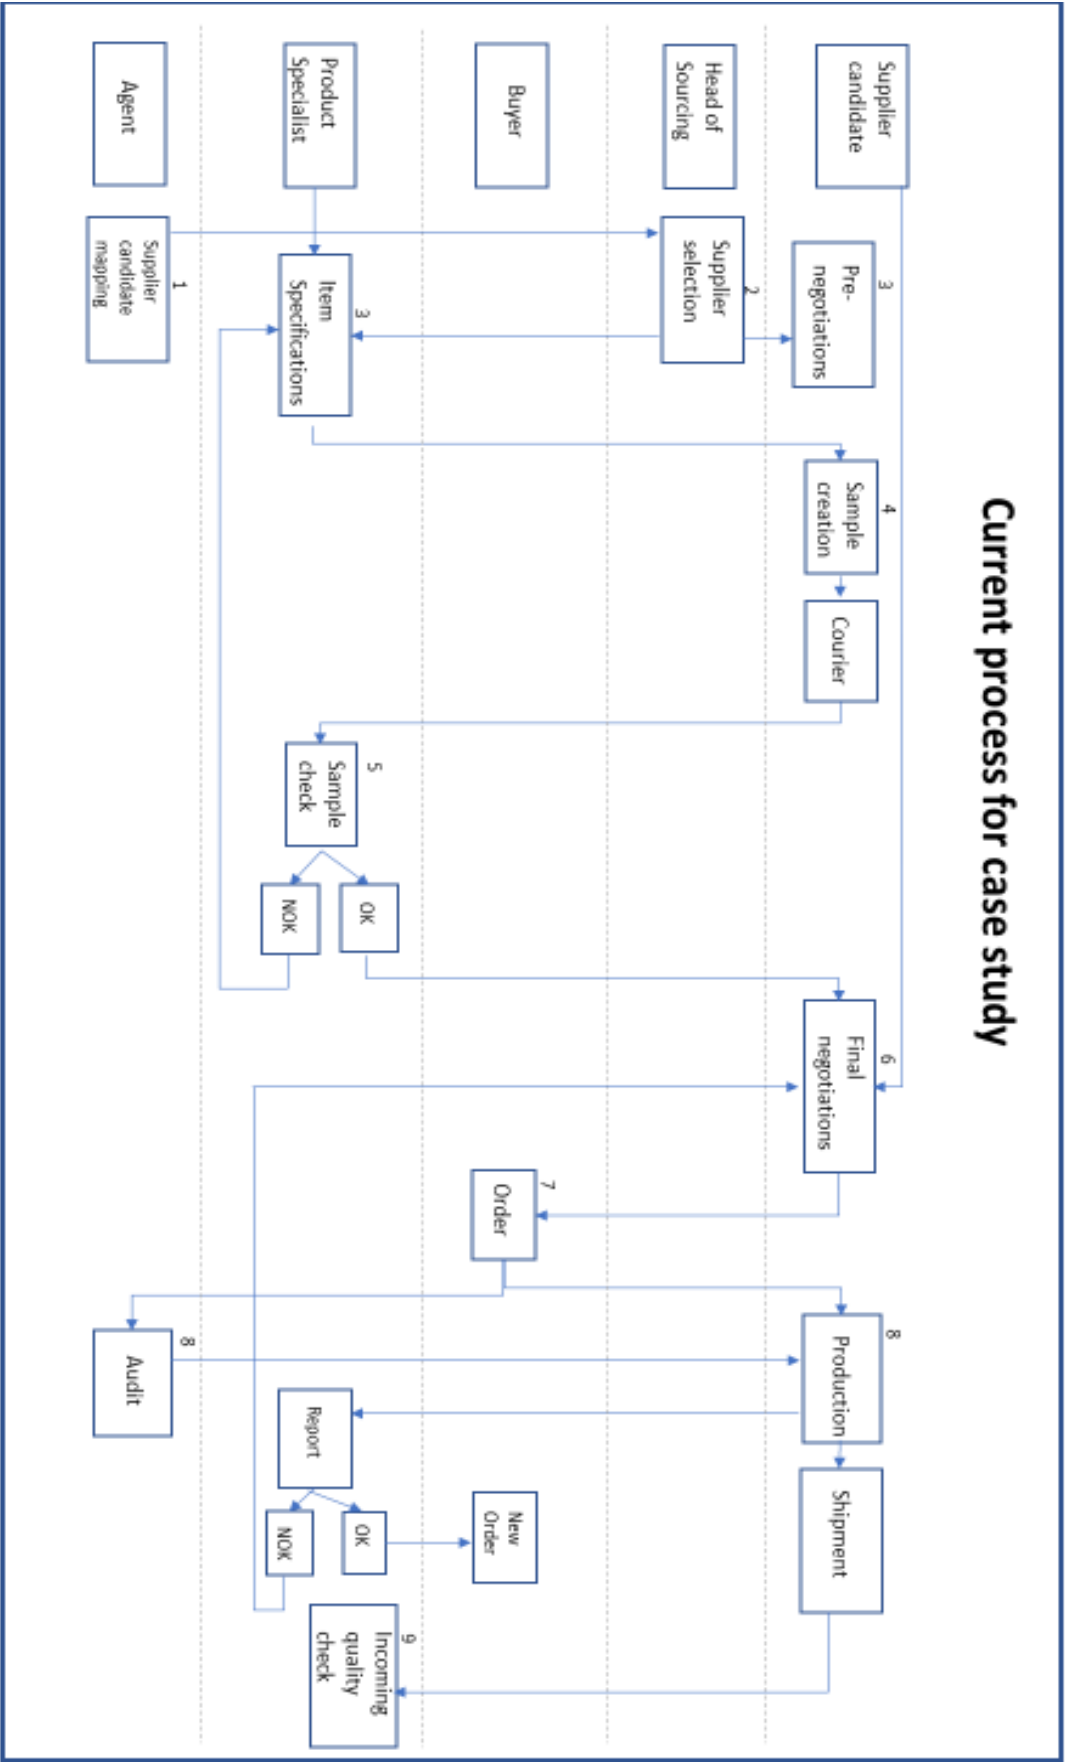 Current process for case study
Supplier
candidate
3
Pre-
negotiations
4
Sample
creation
Courier
6
Final
negotiations
8
Production
Shipment
Head of
Sourcing
2
Supplier
selection
Buyer
7
Order
New
Order
Product
Specialist
3
Item
Specifications
5
Sample
check
OK
NOK
Report
OK
NOK
9
Incoming
quality
check
Agent
1
Supplier
candidate
mapping
8
Audit